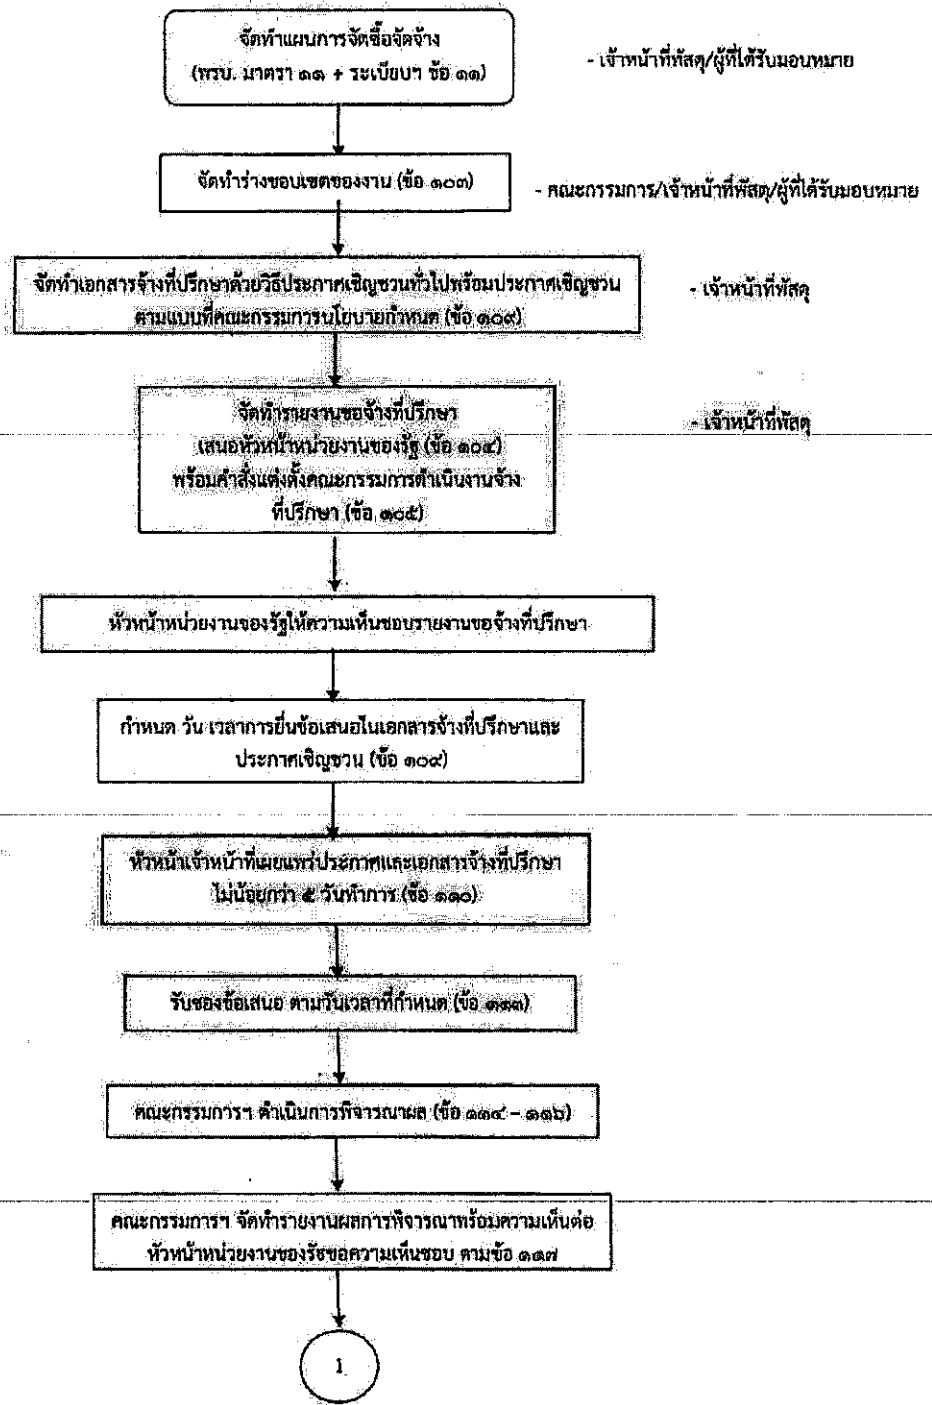 จัดทำแผนการจัดซื้อจัดจ้าง
(พรบ. มาตรา ๑๑ + ระเบียบฯ ข้อ ๑๑)
- เจ้าหน้าที่พัสดุ/ผู้ที่ได้รับมอบหมาย
จัดทำร่างขอบเขตของงาน (ข้อ ๑๐๓)
- คณะกรรมการ/เจ้าหน้าที่พัสดุ/ผู้ที่ได้รับมอบหมาย
จัดทำเอกสารจ้างที่ปรึกษาด้วยวิธีประกาศเชิญชวนทั่วไปพร้อมประกาศเชิญชวน
ตามแบบที่คณะกรรมการนโยบายกำหนด (ข้อ ๑๐๙)
- เจ้าหน้าที่พัสดุ
จัดทำรายงานขอจ้างที่ปรึกษา
เสนอหัวหน้าหน่วยงานของรัฐ (ข้อ ๑๐๔)
พร้อมคำสั่งแต่งตั้งคณะกรรมการดำเนินงานจ้าง
ที่ปรึกษา (ข้อ ๑๐๕)
- เจ้าหน้าที่พัสดุ
หัวหน้าหน่วยงานของรัฐให้ความเห็นชอบรายงานขอจ้างที่ปรึกษา
กำหนด วัน เวลาการยื่นข้อเสนอในเอกสารจ้างที่ปรึกษาและ
ประกาศเชิญชวน (ข้อ ๑๐๙)
หัวหน้าเจ้าหน้าที่เผยแพร่ประกาศและเอกสารจ้างที่ปรึกษา
ไม่น้อยกว่า ๕ วันทำการ (ข้อ ๑๑๐)
รับซองข้อเสนอ ตามวันเวลาที่กำหนด (ข้อ ๑๑๓)
คณะกรรมการฯ ดำเนินการพิจารณาผล (ข้อ ๑๑๔ - ๑๑๖)
คณะกรรมการฯ จัดทำรายงานผลการพิจารณาพร้อมความเห็นต่อ
หัวหน้าหน่วยงานของรัฐขอความเห็นชอบ ตามข้อ ๑๑๗
1